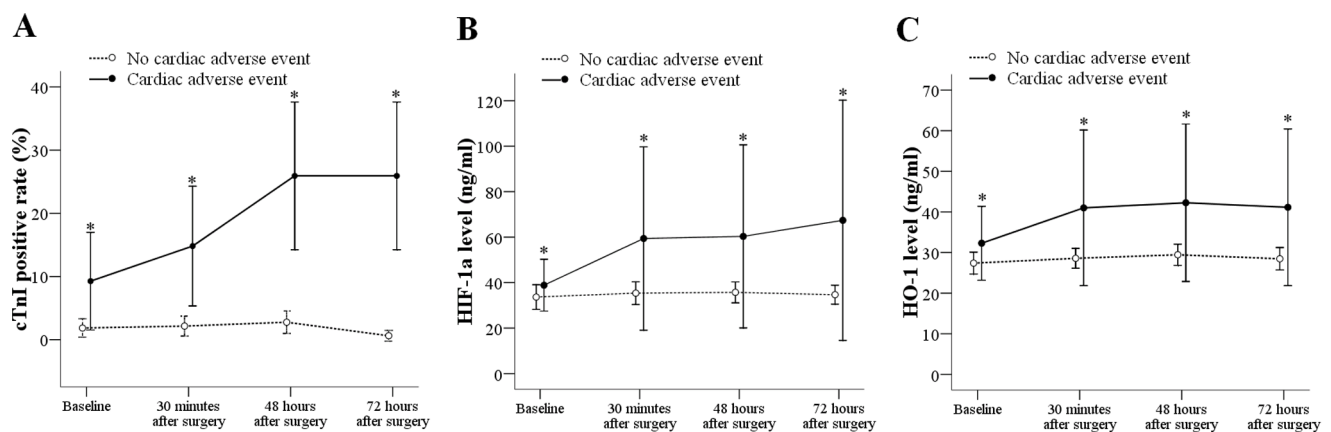 A
No cardiac adverse event
Cardiac adverse event
cTnI positive rate (%)
40
30
20
10
0
*
*
*
*
Baseline
30 minutes
after surgery
48 hours
after surgery
72 hours
after surgery
B
No cardiac adverse event
Cardiac adverse event
HIF-1a level (ng/ml)
120
100
80
60
40
20
0
*
*
*
*
Baseline
30 minutes
after surgery
48 hours
after surgery
72 hours
after surgery
C
No cardiac adverse event
Cardiac adverse event
HO-1 level (ng/ml)
70
60
50
40
30
20
10
0
*
*
*
*
Baseline
30 minutes
after surgery
48 hours
after surgery
72 hours
after surgery